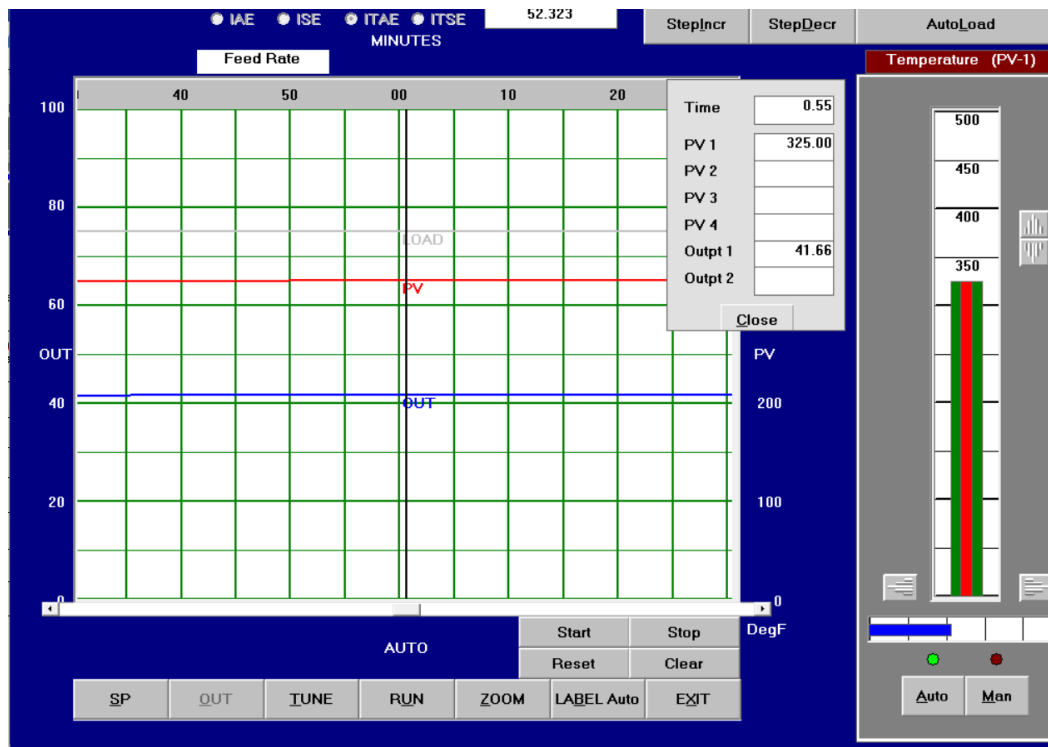 IAE ISE ITAE ITSE 52.323 StepIncr StepDecr AutoLoad
MINUTES
Feed Rate Temperature (PV-1)
40 50 00 10 20
100
80
60
OUT
40
20
0
LOAD
PV
OUT
Time 0.55
PV 1 325.00
PV 2
PV 3
PV 4
Outpt 1 41.66
Outpt 2
Close
PV
200
100
0
DegF
500
450
400
350
AUTO
Start Stop
Reset Clear
SP OUT TUNE RUN ZOOM LABEL Auto EXIT
Auto Man